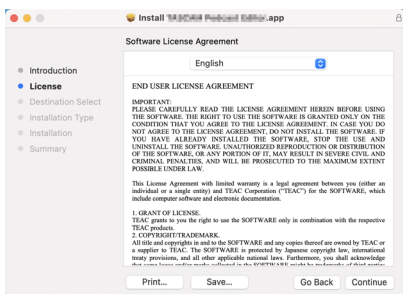 Install .app
Software License Agreement
English
Introduction
License
Destination Select
Installation Type
Installation
Summary
END USER LICENSE AGREEMENT
IMPORTANT:
PLEASE CAREFULLY READ THE LICENSE AGREEMENT HEREIN BEFORE USING
THE SOFTWARE. THE RIGHT TO USE THE SOFTWARE IS GRANTED ONLY ON THE
CONDITION THAT YOU AGREE TO THE LICENSE AGREEMENT. IN CASE YOU DO
NOT AGREE TO THE LICENSE AGREEMENT, DO NOT INSTALL THE SOFTWARE. IF
YOU HAVE ALREADY INSTALLED THE SOFTWARE, STOP THE USE AND
UNINSTALL THE SOFTWARE. UNAUTHORIZED REPRODUCTION OR DISTRIBUTION
OF THE SOFTWARE, OR ANY PORTION OF IT, MAY RESULT IN SEVERE CIVIL AND
CRIMINAL PENALTIES, AND WILL BE PROSECUTED TO THE MAXIMUM EXTENT
POSSIBLE UNDER LAW.
This License Agreement with limited warranty is a legal agreement between you (either an
individual or a single entity) and TEAC Corporation ("TEAC") for the SOFTWARE, which
include computer software and electronic documentation.
1. GRANT OF LICENSE.
TEAC grants to you the right to use the SOFTWARE only in combination with the respective
TEAC products.
2. COPYRIGHT/TRADEMARK.
All title and copyrights in and to the SOFTWARE and any copies thereof are owned by TEAC or
a supplier to TEAC. The SOFTWARE is protected by Japanese copyright law, international
treaty provisions, and all other applicable national laws. Furthermore, you shall acknowledge
Print...
Save...
Go Back
Continue